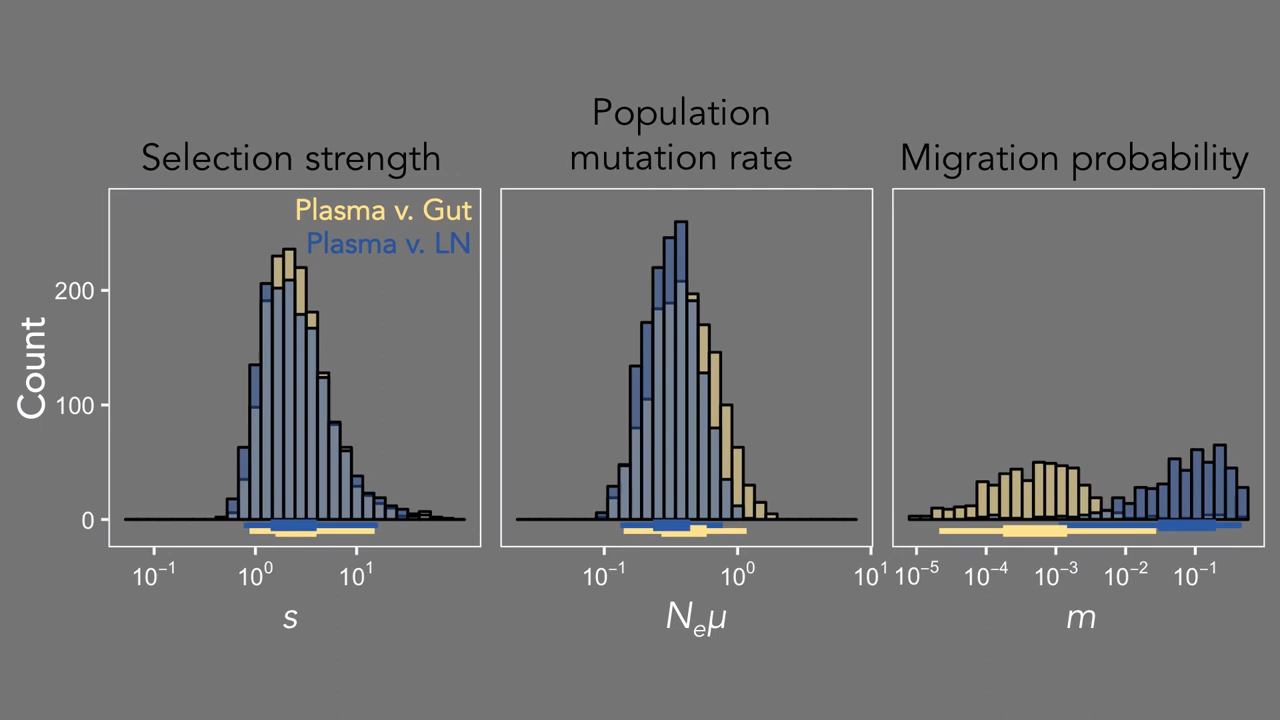 Selection strength
Population
mutation rate
Migration probability
Plasma v. Gut
Plasma v. LN
Count
200
100
0
10⁻¹ 10⁰ 10¹
10⁻¹ 10⁰ 10¹
10⁻⁵ 10⁻⁴ 10⁻³ 10⁻² 10⁻¹
s
Nₑμ
m